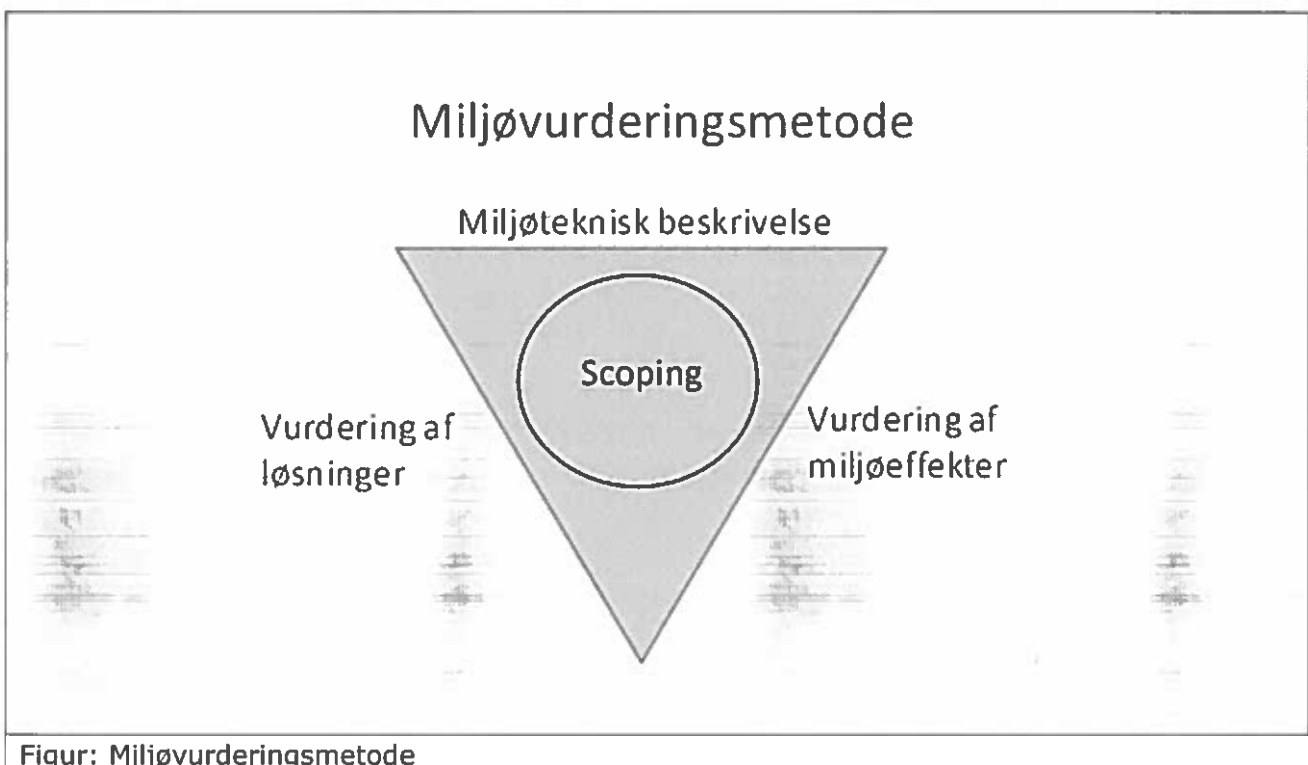 Miljøvurderingsmetode
Miljøteknisk beskrivelse
Scoping
Vurdering af
løsninger
Vurdering af
miljøeffekter
Figur: Miljøvurderingsmetode